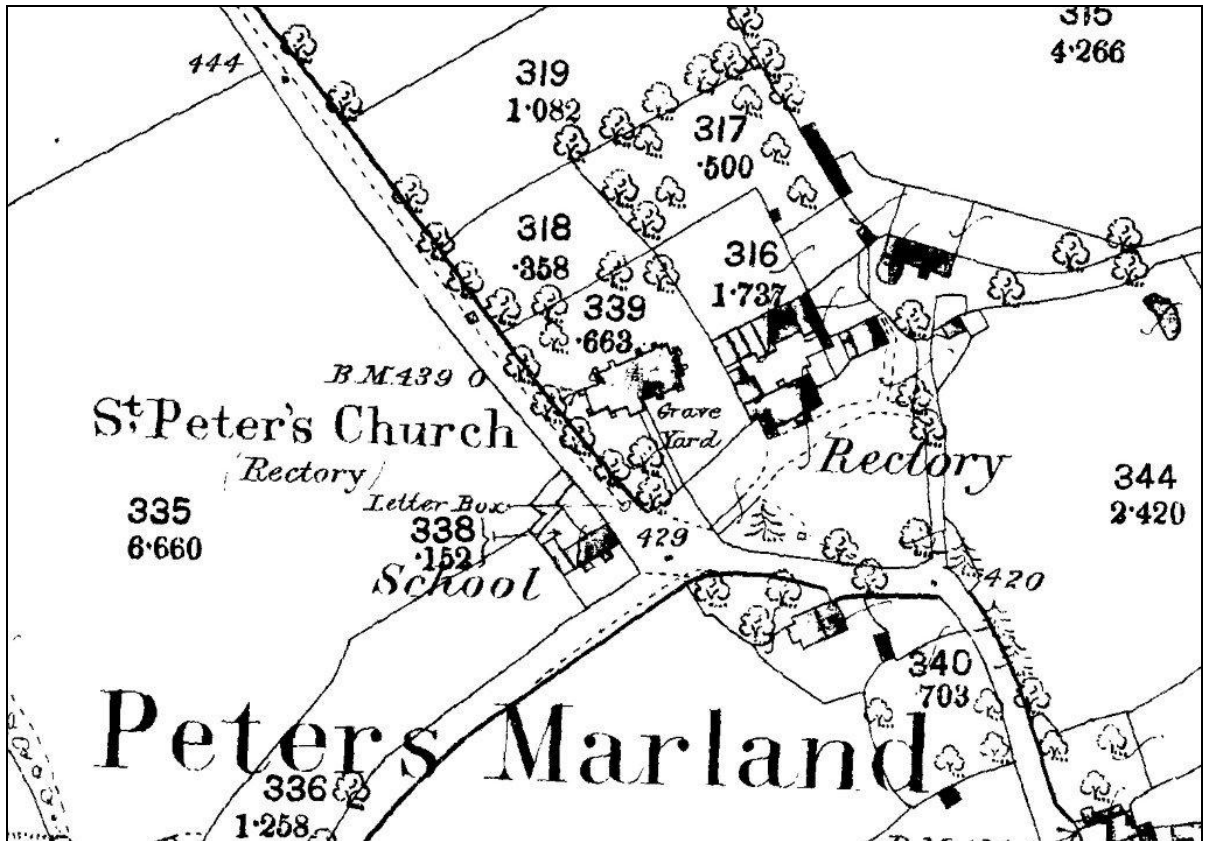 315
4·266
444
319
1·082
317
·500
318
·358
316
1·737
339
·663
B.M.439 0
St. Peter's Church
(Rectory)
Grave
Yard
Rectory
Letter Box
335
6·660
338
·152
School
429
344
2·420
420
340
703
Peters Marland
336
1·258